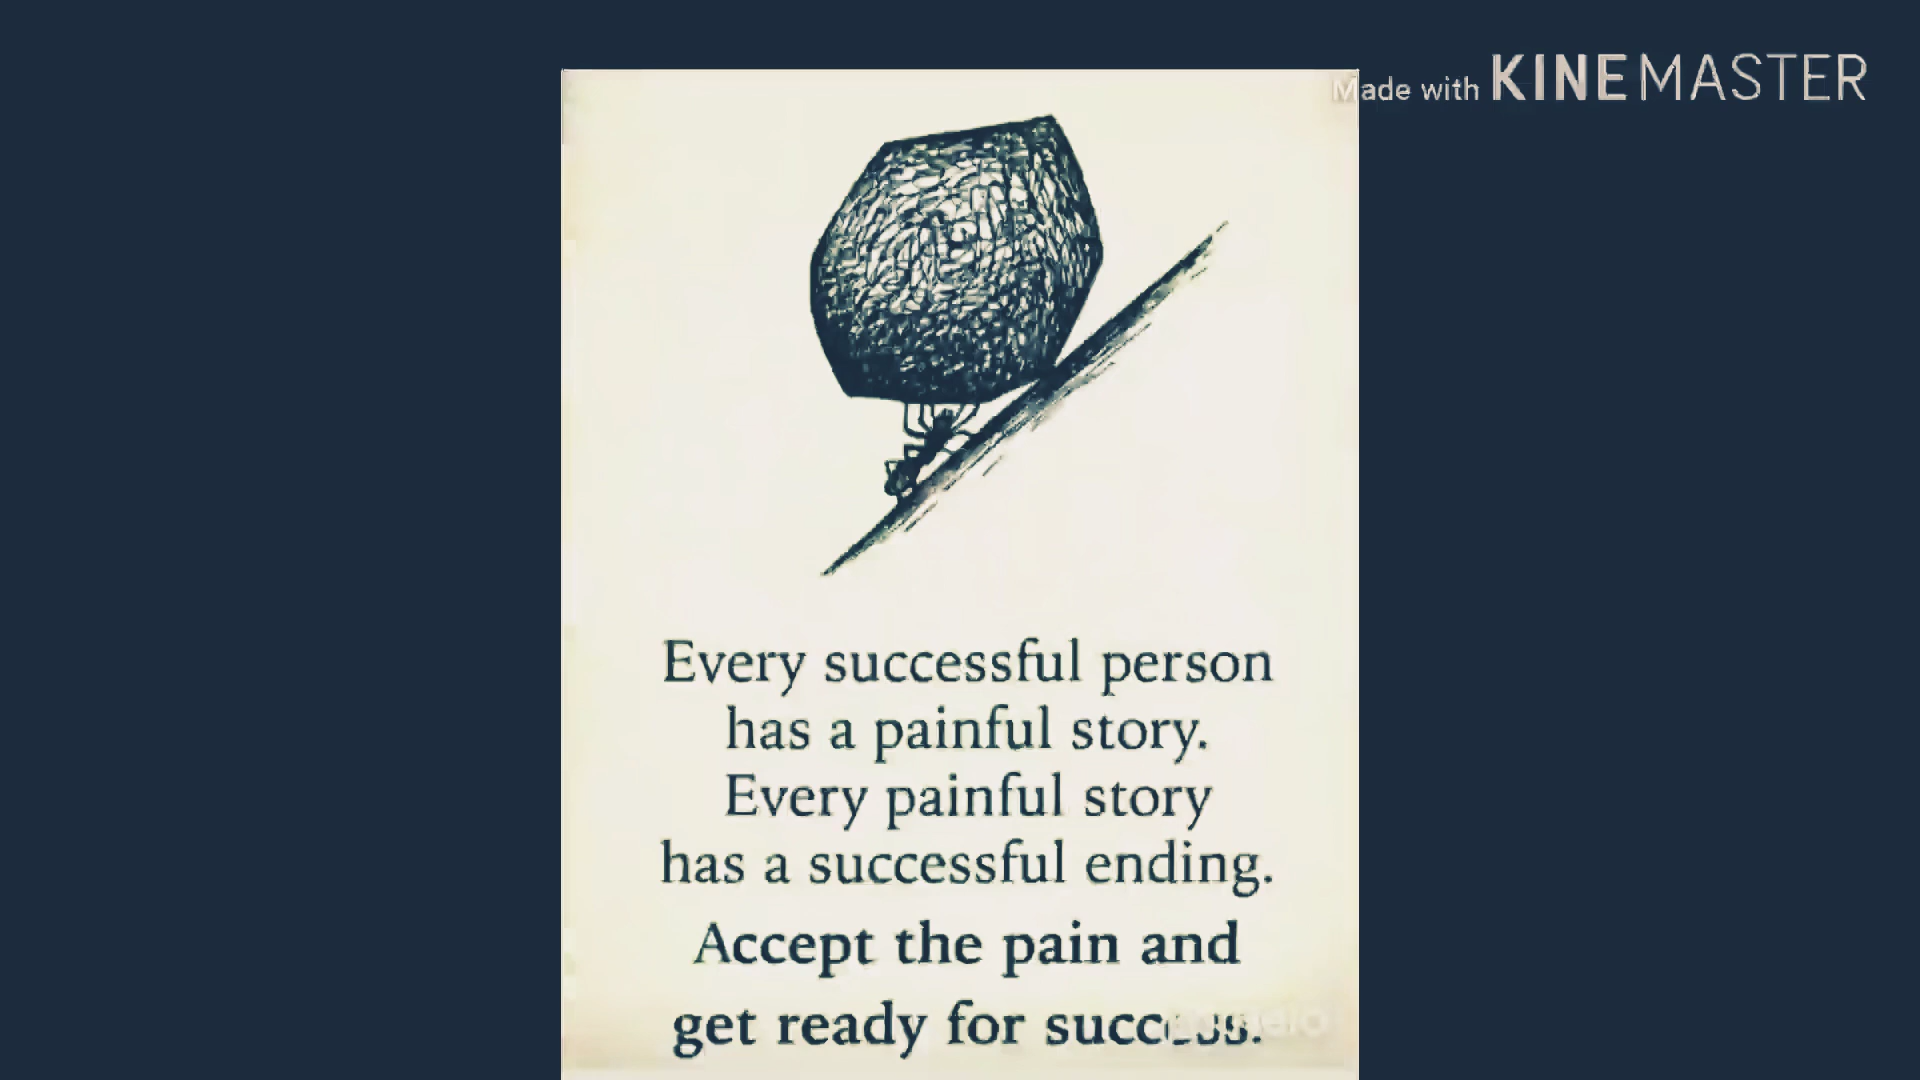 Made with KINEMASTER
Every successful person
has a painful story.
Every painful story
has a successful ending.
Accept the pain and
get ready for success.